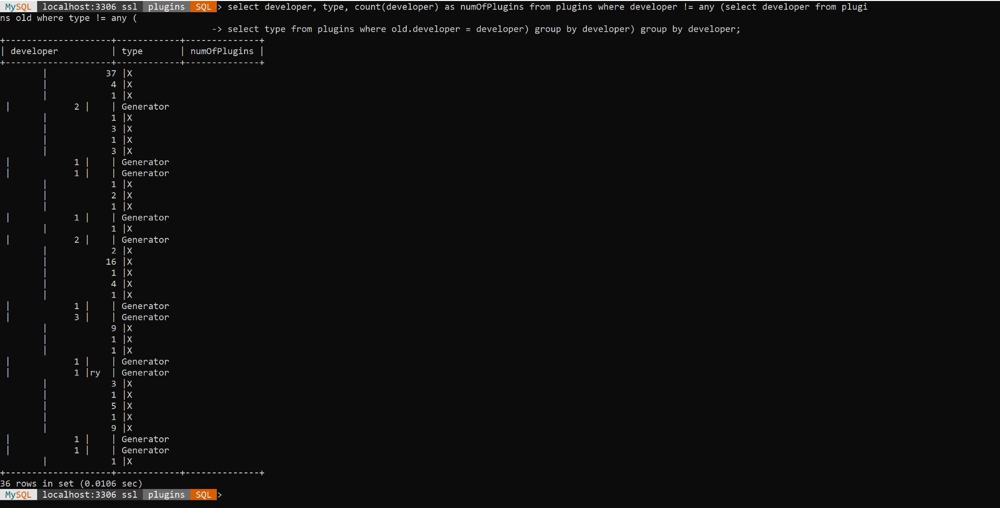 MySQL localhost:3306 ssl plugins SQL> select developer, type, count(developer) as numOfPlugins from plugins where developer != any (select developer from plugi
ns old where type != any (
-> select type from plugins where old.developer = developer) group by developer) group by developer;
+--------------------+------------+--------------+
| developer | type | numOfPlugins |
+--------------------+------------+--------------+
| 37 |X
| 4 |X
| 1 |X
| 2 | | Generator
| 1 |X
| 3 |X
| 1 |X
| 3 |X
| 1 | | Generator
| 1 | | Generator
| 1 |X
| 2 |X
| 1 |X
| 1 | | Generator
| 1 |X
| 2 | | Generator
| 2 |X
| 16 |X
| 1 |X
| 4 |X
| 1 |X
| 1 | | Generator
| 3 | | Generator
| 9 |X
| 1 |X
| 1 |X
| 1 | | Generator
| 1 |ry | Generator
| 3 |X
| 1 |X
| 5 |X
| 1 |X
| 9 |X
| 1 | | Generator
| 1 | | Generator
| 1 |X
+--------------------+------------+--------------+
36 rows in set (0.0106 sec)
MySQL localhost:3306 ssl plugins SQL>